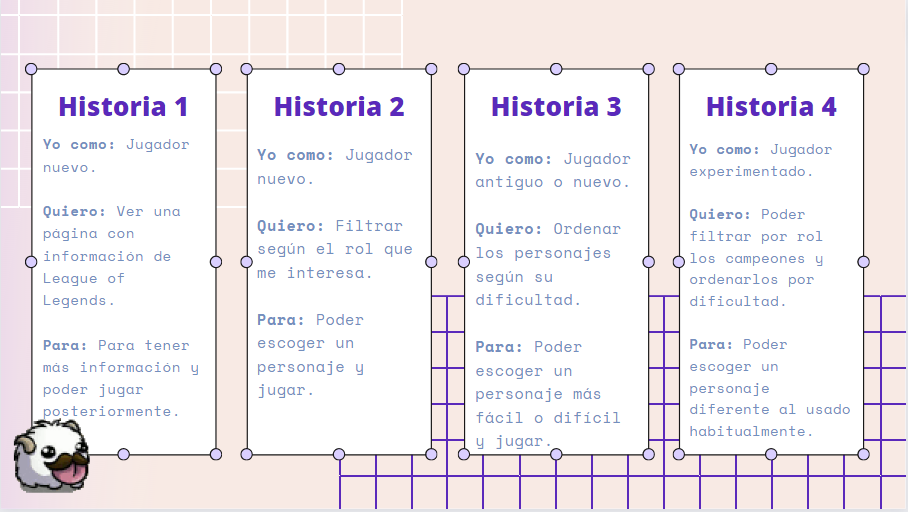 Historia 1
Yo como: Jugador
nuevo.
Quiero: Ver una
página con
información de
League of
Legends.
Para: Para tener
más información y
poder jugar
posteriormente.
Historia 2
Yo como: Jugador
nuevo.
Quiero: Filtrar
según el rol que
me interesa.
Para: Poder
escoger un
personaje y
jugar.
Historia 3
Yo como: Jugador
antiguo o nuevo.
Quiero: Ordenar
los personajes
según su
dificultad.
Para: Poder
escoger un
personaje más
fácil o difícil
y jugar.
Historia 4
Yo como: Jugador
experimentado.
Quiero: Poder
filtrar por rol
los campeones y
ordenarlos por
dificultad.
Para: Poder
escoger un
personaje
diferente al usado
habitualmente.